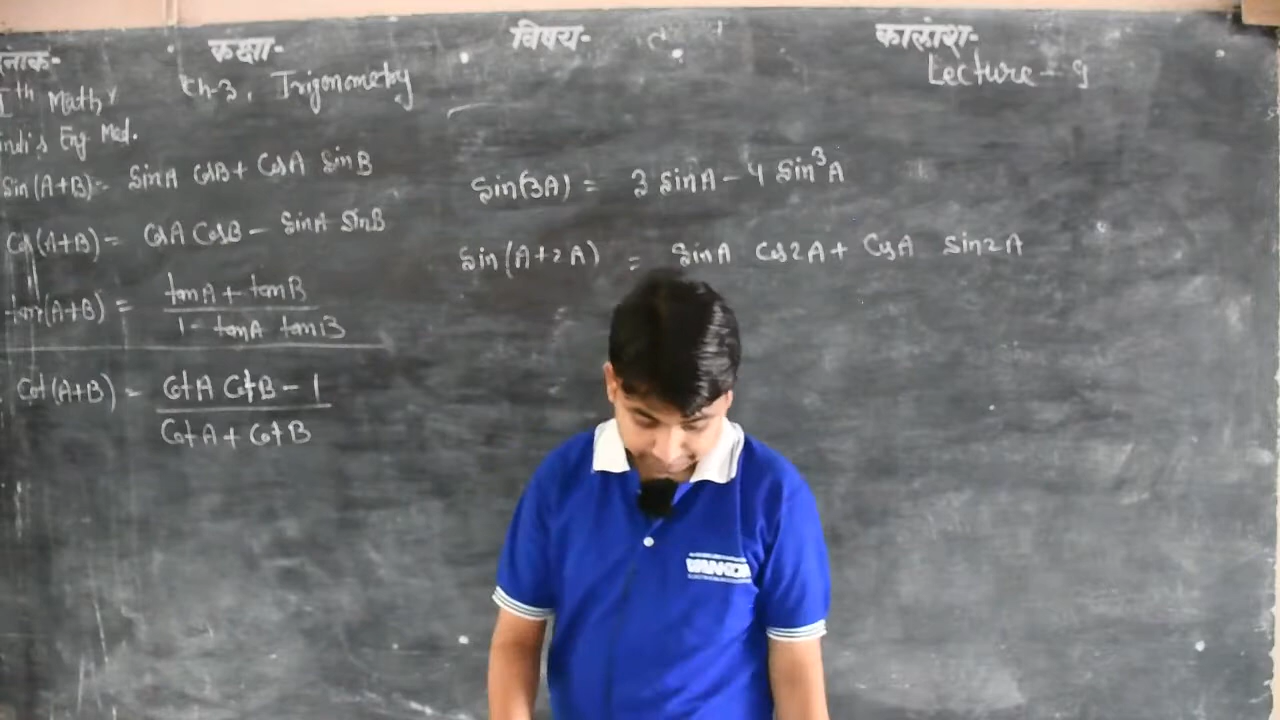 नाक- कक्षा- विषय- कालांश-
Ith Math Ch-3, Trigonometry Lecture - 9
indi & Eng Med.
Sin(A+B)= SinA CosB + CosA SinB
Cos(A+B) = CosA CosB - SinA SinB
tan(A+B) = tanA + tanB
1 - tanA tanB
Cot(A+B) = CotA CotB - 1
CotA + CotB
Sin(3A) = 3 SinA - 4 Sin³A
Sin(A+2A) = SinA Cos2A + CosA Sin2A